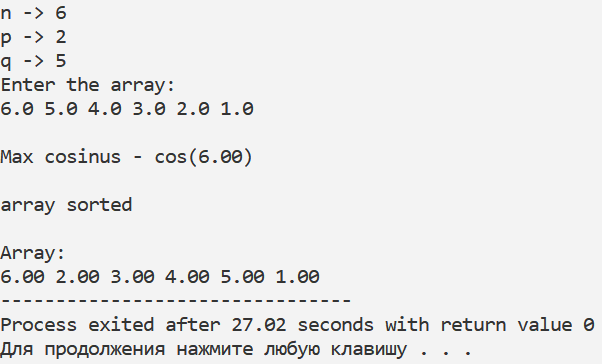 n -> 6
p -> 2
q -> 5
Enter the array:
6.0 5.0 4.0 3.0 2.0 1.0
Max cosinus - cos(6.00)
array sorted
Array:
6.00 2.00 3.00 4.00 5.00 1.00
--------------------------------
Process exited after 27.02 seconds with return value 0
Для продолжения нажмите любую клавишу . . .